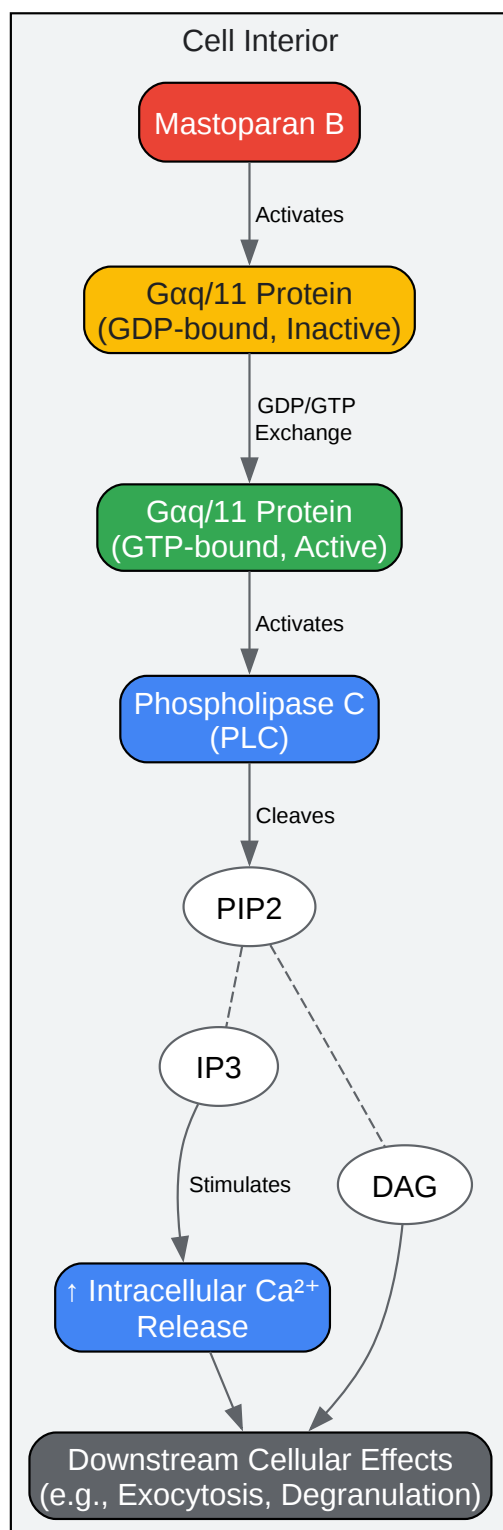 Cell Interior
Mastoparan B
Activates
Gαq/11 Protein
(GDP-bound, Inactive)
GDP/GTP
Exchange
Gαq/11 Protein
(GTP-bound, Active)
Activates
Phospholipase C
(PLC)
Cleaves
PIP2
IP3
Stimulates
DAG
↑ Intracellular Ca²⁺
Release
Downstream Cellular Effects
(e.g., Exocytosis, Degranulation)